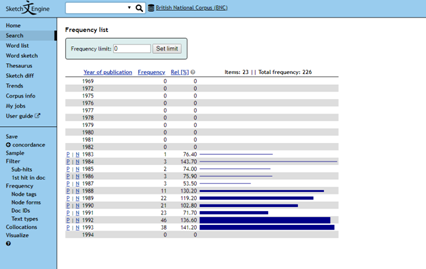 Sketch Engine
British National Corpus (BNC)
Home
Search
Word list
Word sketch
Thesaurus
Sketch diff
Trends
Corpus info
My jobs
User guide
Save
concordance
Sample
Filter
Sub-hits
1st hit in doc
Frequency
Node tags
Node forms
Doc IDs
Text types
Collocations
Visualize
Frequency list
Frequency limit: 0 Set limit
Year of publication Frequency Rel [%] Items: 23 || Total frequency: 226
1969 0 0
1972 0 0
1975 0 0
1976 0 0
1977 0 0
1978 0 0
1979 0 0
1980 0 0
1981 0 0
1982 0 0
P | N 1983 1 76.40
P | N 1984 3 143.70
P | N 1985 2 74.00
P | N 1986 3 75.90
P | N 1987 3 53.50
P | N 1988 11 130.20
P | N 1989 22 119.20
P | N 1990 21 102.80
P | N 1991 23 71.70
P | N 1992 46 136.60
P | N 1993 38 141.20
1994 0 0